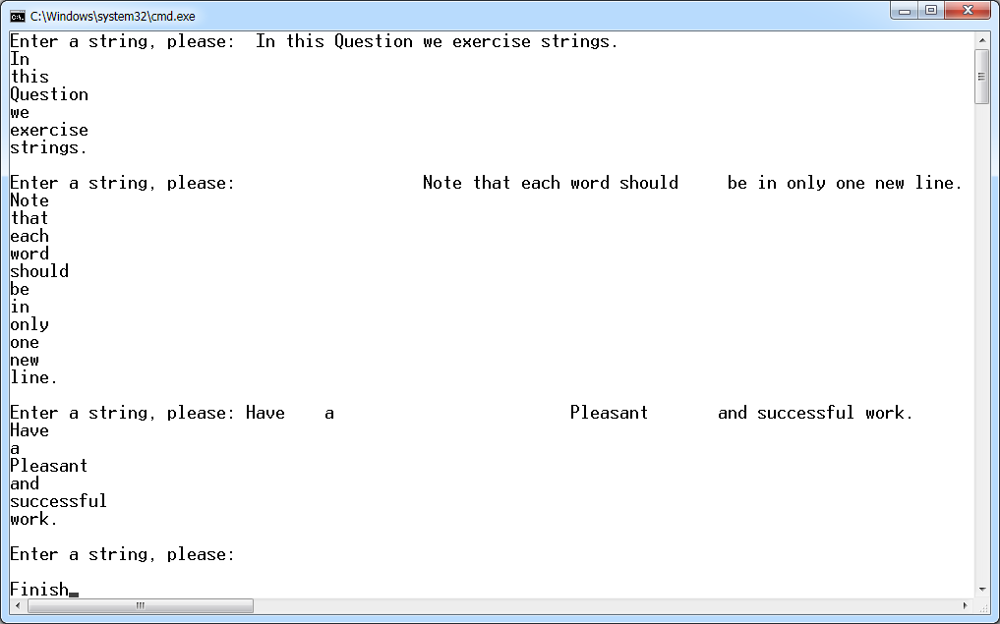 C:\Windows\system32\cmd.exe
Enter a string, please:  In this Question we exercise strings.
In
this
Question
we
exercise
strings.
Enter a string, please:                   Note that each word should     be in only one new line.
Note
that
each
word
should
be
in
only
one
new
line.
Enter a string, please: Have    a                        Pleasant       and successful work.
Have
a
Pleasant
and
successful
work.
Enter a string, please:
Finish